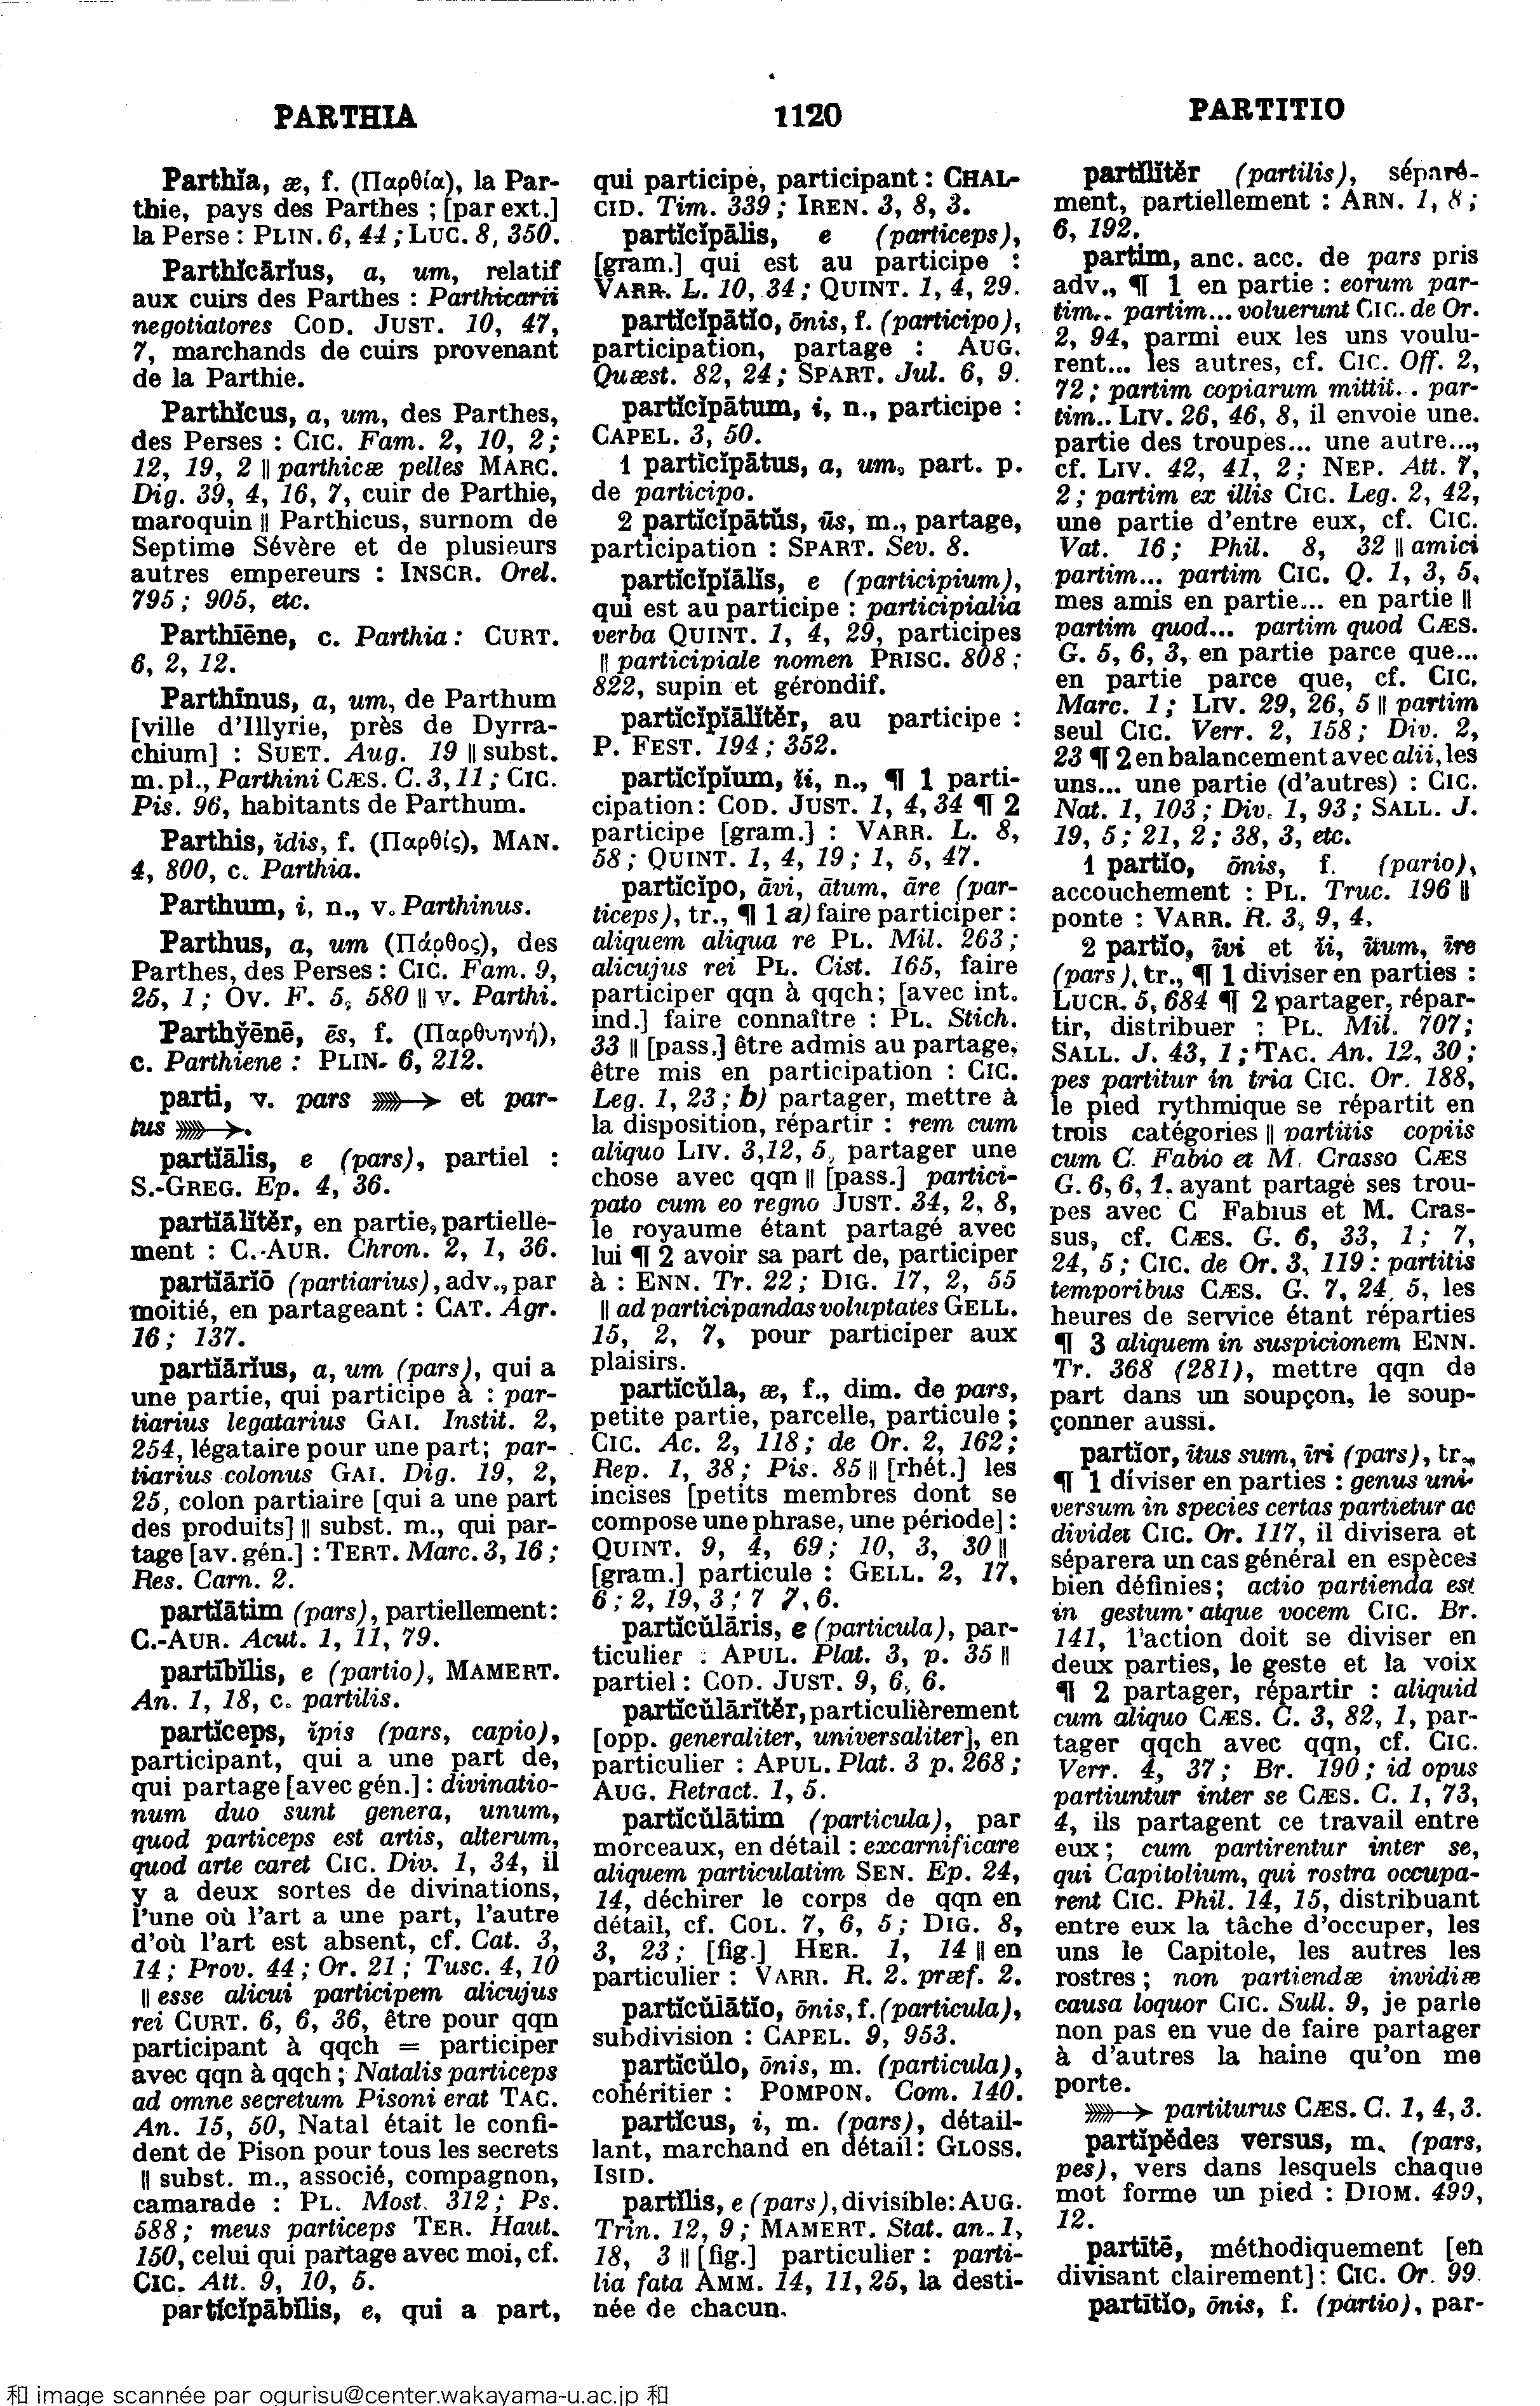 PARTHIA
1120
PARTITIO
Parthĭa, æ, f. (Παρθία), la Par-
thie, pays des Parthes ; [par ext.]
la Perse : PLIN. 6, 44 ; LUC. 8, 350.
Parthĭcārĭus, a, um, relatif
aux cuirs des Parthes : Parthicarii
negotiatores COD. JUST. 10, 47,
7, marchands de cuirs provenant
de la Parthie.
Parthĭcus, a, um, des Parthes,
des Perses : CIC. Fam. 2, 10, 2 ;
12, 19, 2 || parthicæ pelles MARC.
Dig. 39, 4, 16, 7, cuir de Parthie,
maroquin || Parthicus, surnom de
Septime Sévère et de plusieurs
autres empereurs : INSCR. Orel.
795 ; 905, etc.
Parthĭēne, c. Parthia : CURT.
6, 2, 12.
Parthīnus, a, um, de Parthum
[ville d'Illyrie, près de Dyrra-
chium] : SUET. Aug. 19 || subst.
m. pl., Parthini CÆS. C. 3, 11 ; CIC.
Pis. 96, habitants de Parthum.
Parthis, ĭdis, f. (Παρθίς), MAN.
4, 800, c. Parthia.
Parthum, i, n., v. Parthinus.
Parthus, a, um (Πάρθος), des
Parthes, des Perses : CIC. Fam. 9,
25, 1 ; OV. F. 5, 580 || v. Parthi.
Parthўēnē, ēs, f. (Παρθυηνή),
c. Parthiene : PLIN. 6, 212.
parti, v. pars ⤐ et par-
tus ⤐.
partĭālis, e (pars), partiel :
S.-GREG. Ep. 4, 36.
partĭālĭtĕr, en partie, partielle-
ment : C.-AUR. Chron. 2, 1, 36.
partĭārĭō (partiarius), adv., par
moitié, en partageant : CAT. Agr.
16 ; 137.
partĭārĭus, a, um (pars), qui a
une partie, qui participe à : par-
tiarius legatarius GAI. Instit. 2,
254, légataire pour une part ; par-
tiarius colonus GAI. Dig. 19, 2,
25, colon partiaire [qui a une part
des produits] || subst. m., qui par-
tage [av. gén.] : TERT. Marc. 3, 16 ;
Res. Carn. 2.
partĭātim (pars), partiellement :
C.-AUR. Acut. 1, 11, 79.
partībĭlis, e (partio), MAMERT.
An. 1, 18, c. partilis.
partĭceps, ĭpis (pars, capio),
participant, qui a une part de,
qui partage [avec gén.] : divinatio-
num duo sunt genera, unum,
quod particeps est artis, alterum,
quod arte caret CIC. Div. 1, 34, il
y a deux sortes de divinations,
l'une où l'art a une part, l'autre
d'où l'art est absent, cf. Cat. 3,
14 ; Prov. 44 ; Or. 21 ; Tusc. 4, 10
|| esse alicui participem alicujus
rei CURT. 6, 6, 36, être pour qqn
participant à qqch = participer
avec qqn à qqch ; Natalis particeps
ad omne secretum Pisoni erat TAC.
An. 15, 50, Natal était le confi-
dent de Pison pour tous les secrets
|| subst. m., associé, compagnon,
camarade : PL. Most. 312 ; Ps.
588 ; meus particeps TER. Haut.
150, celui qui partage avec moi, cf.
CIC. Att. 9, 10, 5.
partĭcĭpābĭlis, e, qui a part,
qui participe, participant : CHAL-
CID. Tim. 339 ; IREN. 3, 8, 3.
partĭcĭpālis, e (particeps),
[gram.] qui est au participe :
VARR. L. 10, 34 ; QUINT. 1, 4, 29.
partĭcĭpātĭo, ōnis, f. (participo),
participation, partage : AUG.
Quæst. 82, 24 ; SPART. Jul. 6, 9.
partĭcĭpātum, i, n., participe :
CAPEL. 3, 50.
1 partĭcĭpātus, a, um, part. p.
de participo.
2 partĭcĭpātŭs, ūs, m., partage,
participation : SPART. Sev. 8.
partĭcĭpĭālĭs, e (participium),
qui est au participe : participialia
verba QUINT. 1, 4, 29, participes
|| participiale nomen PRISC. 808 ;
822, supin et gérondif.
partĭcĭpĭālĭtĕr, au participe :
P. FEST. 194 ; 352.
partĭcĭpĭum, ĭi, n., ¶ 1 parti-
cipation : COD. JUST. 1, 4, 34 ¶ 2
participe [gram.] : VARR. L. 8,
58 ; QUINT. 1, 4, 19 ; 1, 5, 47.
partĭcĭpo, āvi, ātum, āre (par-
ticeps), tr., ¶ 1 a) faire participer :
aliquem aliqua re PL. Mil. 263 ;
alicujus rei PL. Cist. 165, faire
participer qqn à qqch ; [avec int.
ind.] faire connaître : PL. Stich.
33 || [pass.] être admis au partage,
être mis en participation : CIC.
Leg. 1, 23 ; b) partager, mettre à
la disposition, répartir : rem cum
aliquo LIV. 3,12, 5, partager une
chose avec qqn || [pass.] partici-
pato cum eo regno JUST. 34, 2, 8,
le royaume étant partagé avec
lui ¶ 2 avoir sa part de, participer
à : ENN. Tr. 22 ; DIG. 17, 2, 55
|| ad participandas voluptates GELL.
15, 2, 7, pour participer aux
plaisirs.
partĭcŭla, æ, f., dim. de pars,
petite partie, parcelle, particule ;
CIC. Ac. 2, 118 ; de Or. 2, 162 ;
Rep. 1, 38 ; Pis. 85 || [rhét.] les
incises [petits membres dont se
compose une phrase, une période] :
QUINT. 9, 4, 69 ; 10, 3, 30 ||
[gram.] particule : GELL. 2, 17,
6 ; 2, 19, 3 ; 7 7, 6.
partĭcŭlāris, e (particula), par-
ticulier : APUL. Plat. 3, p. 35 ||
partiel : COD. JUST. 9, 6, 6.
partĭcŭlārĭtĕr, particulièrement
[opp. generaliter, universaliter], en
particulier : APUL. Plat. 3 p. 268 ;
AUG. Retract. 1, 5.
partĭcŭlātim (particula), par
morceaux, en détail : excarnificare
aliquem particulatim SEN. Ep. 24,
14, déchirer le corps de qqn en
détail, cf. COL. 7, 6, 5 ; DIG. 8,
3, 23 ; [fig.] HER. 1, 14 || en
particulier : VARR. R. 2. præf. 2.
partĭcŭlātĭo, ōnis, f. (particula),
subdivision : CAPEL. 9, 953.
partĭcŭlo, ōnis, m. (particula),
cohéritier : POMPON. Com. 140.
partĭcus, i, m. (pars), détail-
lant, marchand en détail : GLOSS.
ISID.
partĭlis, e (pars), divisible : AUG.
Trin. 12, 9 ; MAMERT. Stat. an. 1,
18, 3 || [fig.] particulier : parti-
lia fata AMM. 14, 11, 25, la desti-
née de chacun.
partĭlĭtĕr (partilis), séparé-
ment, partiellement : ARN. 1, 8 ;
6, 192.
partim, anc. acc. de pars pris
adv., ¶ 1 en partie : eorum par-
tim... partim... voluerunt CIC. de Or.
2, 94, parmi eux les uns voulu-
rent... les autres, cf. CIC. Off. 2,
72 ; partim copiarum mittit... par-
tim.. LIV. 26, 46, 8, il envoie une.
partie des troupes... une autre...,
cf. LIV. 42, 41, 2 ; NEP. Att. 7,
2 ; partim ex illis CIC. Leg. 2, 42,
une partie d'entre eux, cf. CIC.
Vat. 16 ; Phil. 8, 32 || amici
partim... partim CIC. Q. 1, 3, 5,
mes amis en partie... en partie ||
partim quod... partim quod CÆS.
G. 5, 6, 3, en partie parce que...
en partie parce que, cf. CIC.
Marc. 1 ; LIV. 29, 26, 5 || partim
seul CIC. Verr. 2, 158 ; Div. 2,
23 ¶ 2 en balancement avec alii, les
uns... une partie (d'autres) : CIC.
Nat. 1, 103 ; Div. 1, 93 ; SALL. J.
19, 5 ; 21, 2 ; 38, 3, etc.
1 partĭo, ōnis, f. (pario),
accouchement : PL. Truc. 196 ||
ponte : VARR. R. 3, 9, 4.
2 partĭo, īvi et ĭi, ītum, īre
(pars), tr., ¶ 1 diviser en parties :
LUCR. 5, 684 ¶ 2 partager, répar-
tir, distribuer : PL. Mil. 707 ;
SALL. J. 43, 1 ; TAC. An. 12, 30 ;
pes partitur in tria CIC. Or. 188,
le pied rythmique se répartit en
trois catégories || partitis copiis
cum C. Fabio et M. Crasso CÆS
G. 6, 6, 1. ayant partagé ses trou-
pes avec C Fabius et M. Cras-
sus, cf. CÆS. G. 6, 33, 1 ; 7,
24, 5 ; CIC. de Or. 3, 119 : partitis
temporibus CÆS. G. 7, 24, 5, les
heures de service étant réparties
¶ 3 aliquem in suspicionem ENN.
Tr. 368 (281), mettre qqn de
part dans un soupçon, le soup-
çonner aussi.
partĭor, ītus sum, īri (pars), tr.,
¶ 1 diviser en parties : genus uni-
versum in species certas partietur ac
dividet CIC. Or. 117, il divisera et
séparera un cas général en espèces
bien définies ; actio partienda est
in gestum atque vocem CIC. Br.
141, l'action doit se diviser en
deux parties, le geste et la voix
¶ 2 partager, répartir : aliquid
cum aliquo CÆS. C. 3, 82, 1, par-
tager qqch avec qqn, cf. CIC.
Verr. 4, 37 ; Br. 190 ; id opus
partiuntur inter se CÆS. C. 1, 73,
4, ils partagent ce travail entre
eux ; cum partirentur inter se,
qui Capitolium, qui rostra occupa-
rent CIC. Phil. 14, 15, distribuant
entre eux la tâche d'occuper, les
uns le Capitole, les autres les
rostres ; non partiendæ invidiæ
causa loquor CIC. Sull. 9, je parle
non pas en vue de faire partager
à d'autres la haine qu'on me
porte.
⤐ partiturus CÆS. C. 1, 4, 3.
partĭpĕdes versus, m. (pars,
pes), vers dans lesquels chaque
mot forme un pied : DIOM. 499,
12.
partītē, méthodiquement [en
divisant clairement] : CIC. Or. 99.
partītĭo, ōnis, f. (partio), par-
和 image scannée par ogurisu@center.wakayama-u.ac.jp 和